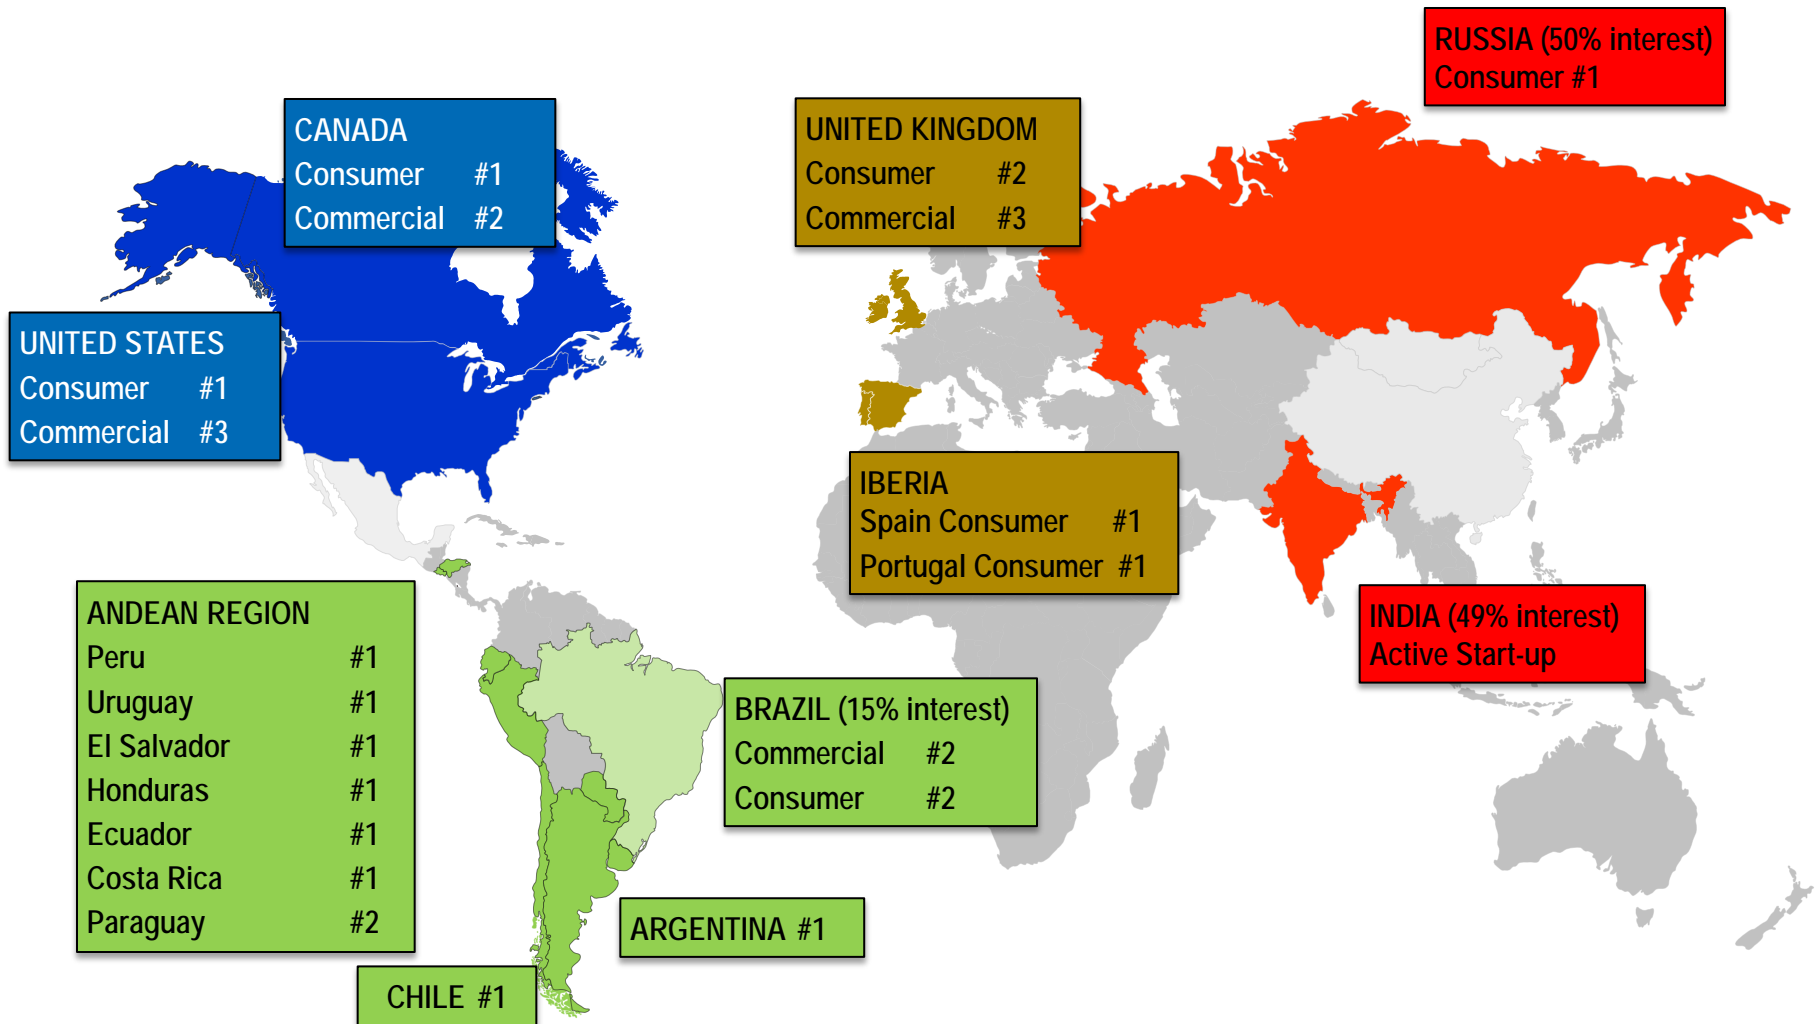 RUSSIA (50% interest)
Consumer #1
CANADA
Consumer #1
Commercial #2
UNITED KINGDOM
Consumer #2
Commercial #3
UNITED STATES
Consumer #1
Commercial #3
IBERIA
Spain Consumer #1
Portugal Consumer #1
ANDEAN REGION
Peru #1
Uruguay #1
El Salvador #1
Honduras #1
Ecuador #1
Costa Rica #1
Paraguay #2
INDIA (49% interest)
Active Start-up
BRAZIL (15% interest)
Commercial #2
Consumer #2
ARGENTINA #1
CHILE #1